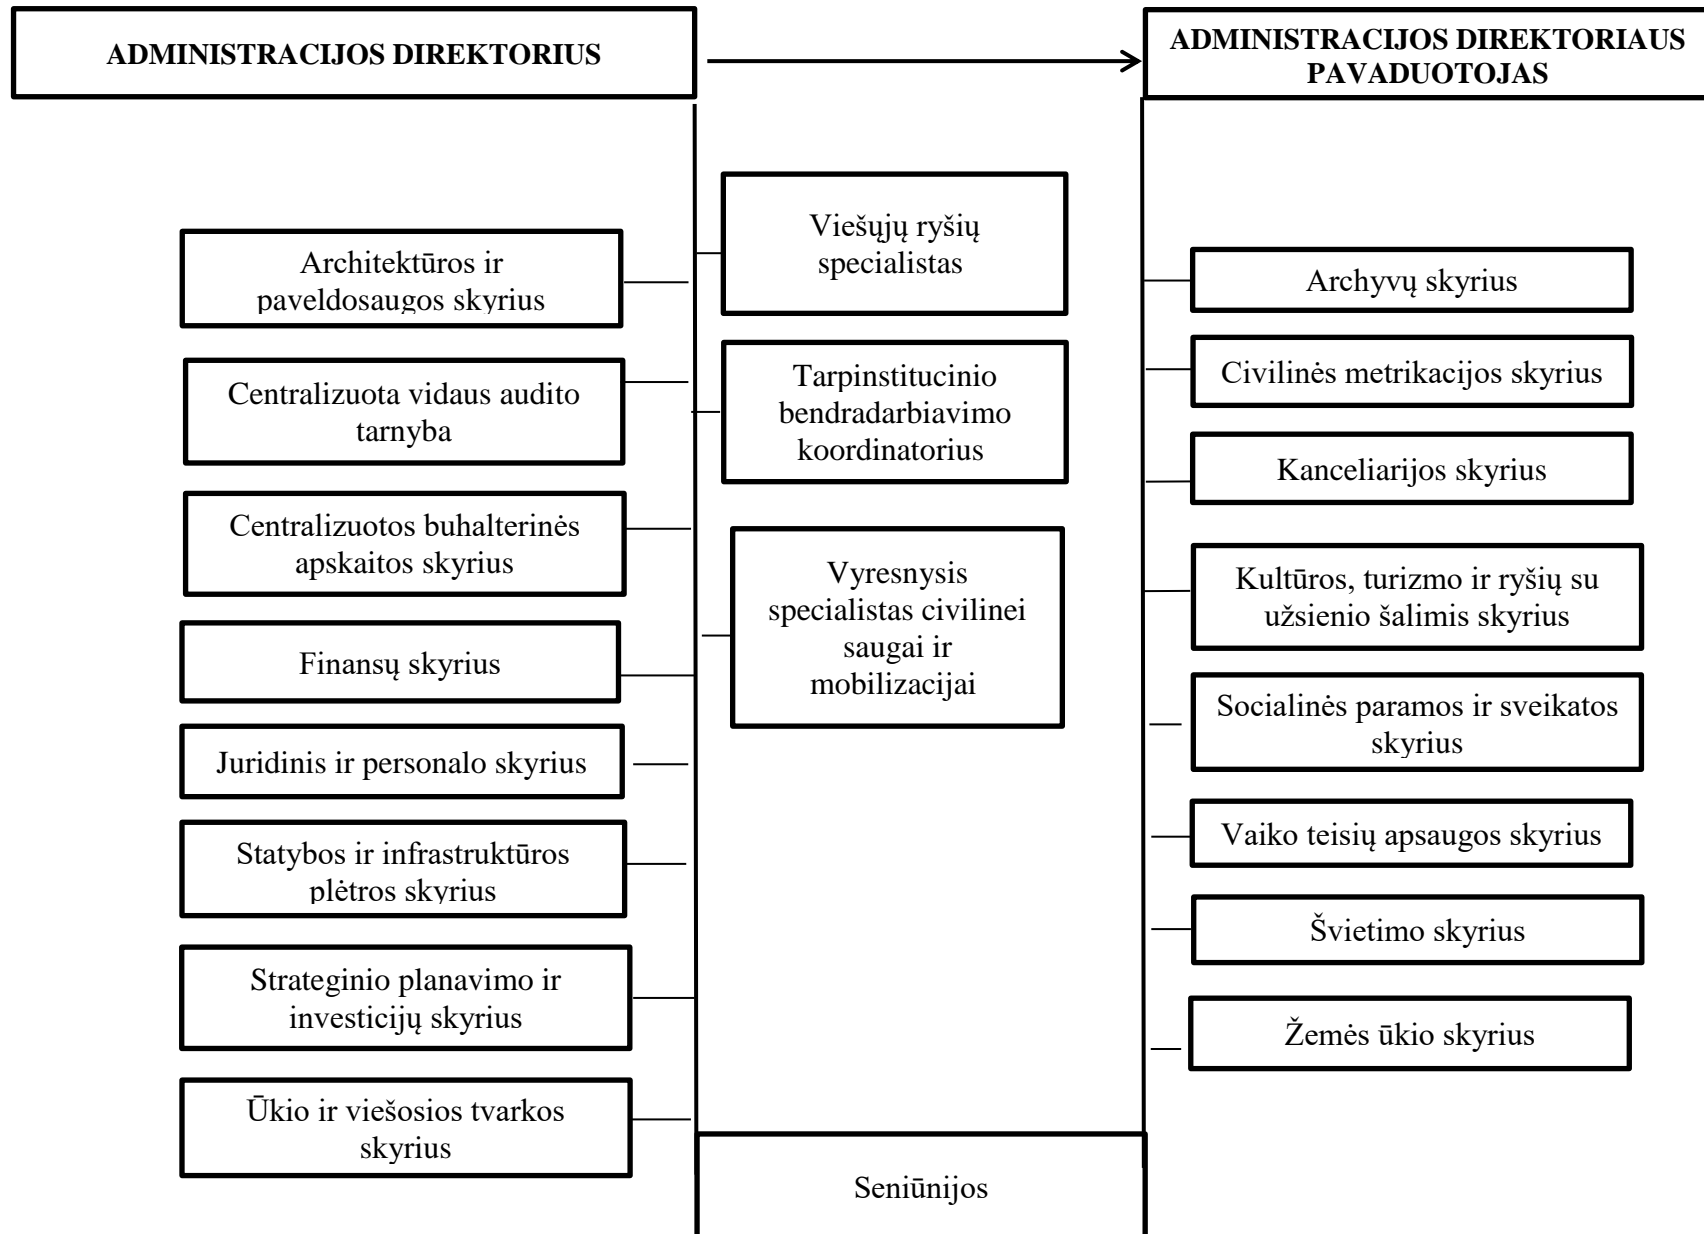 ADMINISTRACIJOS DIREKTORIUS
ADMINISTRACIJOS DIREKTORIAUS
PAVADUOTOJAS
Architektūros ir
paveldosaugos skyrius
Centralizuota vidaus audito
tarnyba
Centralizuotos buhalterinės
apskaitos skyrius
Finansų skyrius
Juridinis ir personalo skyrius
Statybos ir infrastruktūros
plėtros skyrius
Strateginio planavimo ir
investicijų skyrius
Ūkio ir viešosios tvarkos
skyrius
Viešųjų ryšių
specialistas
Tarpinstitucinio
bendradarbiavimo
koordinatorius
Vyresnysis
specialistas civilinei
saugai ir
mobilizacijai
Seniūnijos
Archyvų skyrius
Civilinės metrikacijos skyrius
Kanceliarijos skyrius
Kultūros, turizmo ir ryšių su
užsienio šalimis skyrius
Socialinės paramos ir sveikatos
skyrius
Vaiko teisių apsaugos skyrius
Švietimo skyrius
Žemės ūkio skyrius